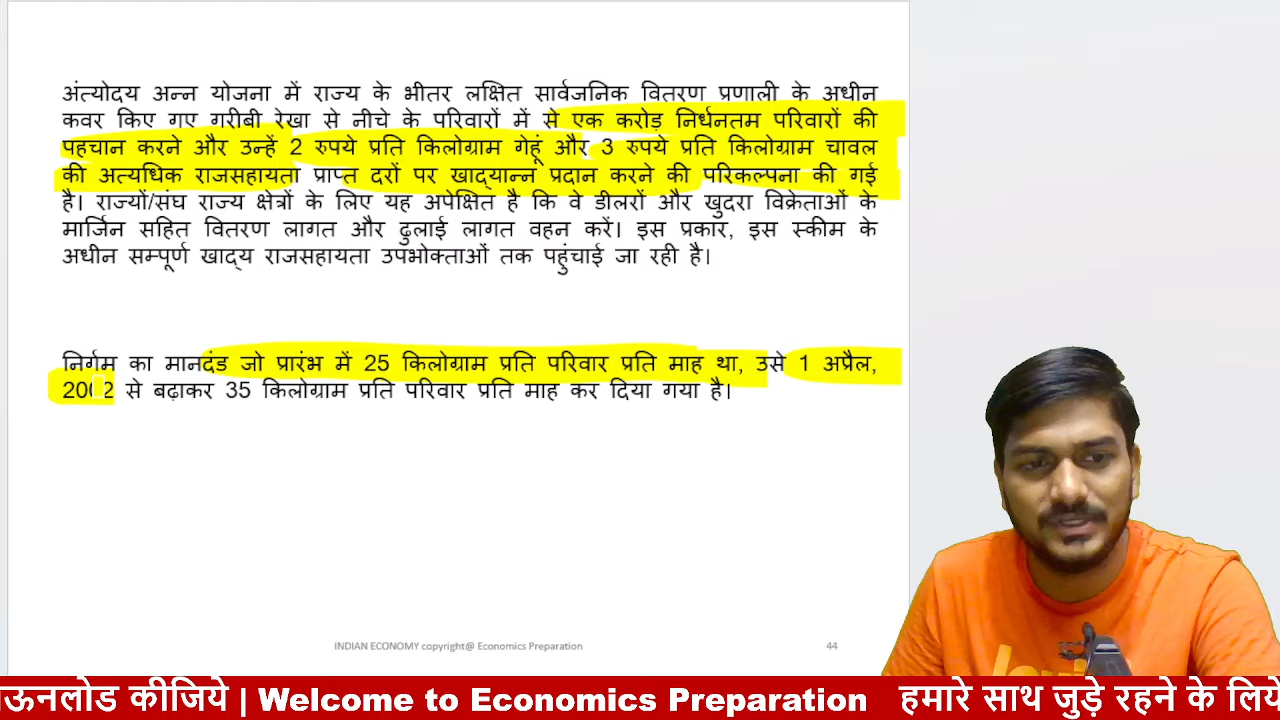 अंत्योदय अन्न योजना में राज्य के भीतर लक्षित सार्वजनिक वितरण प्रणाली के अधीन
कवर किए गए गरीबी रेखा से नीचे के परिवारों में से एक करोड़ निर्धनतम परिवारों की
पहचान करने और उन्हें 2 रुपये प्रति किलोग्राम गेहूं और 3 रुपये प्रति किलोग्राम चावल
की अत्यधिक राजसहायता प्राप्त दरों पर खाद्यान्न प्रदान करने की परिकल्पना की गई
है। राज्यों/संघ राज्य क्षेत्रों के लिए यह अपेक्षित है कि वे डीलरों और खुदरा विक्रेताओं के
मार्जिन सहित वितरण लागत और ढुलाई लागत वहन करें। इस प्रकार, इस स्कीम के
अधीन सम्पूर्ण खाद्य राजसहायता उपभोक्ताओं तक पहुंचाई जा रही है।
निर्गम का मानदंड जो प्रारंभ में 25 किलोग्राम प्रति परिवार प्रति माह था, उसे 1 अप्रैल,
2002 से बढ़ाकर 35 किलोग्राम प्रति परिवार प्रति माह कर दिया गया है।
INDIAN ECONOMY copyright@ Economics Preparation 44
ाऊनलोड कीजिये | Welcome to Economics Preparation हमारे साथ जुड़े रहने के लिये